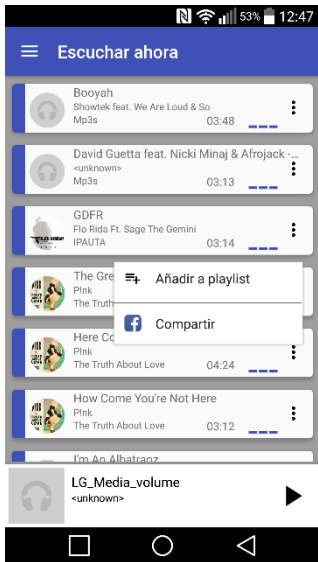 53% 12:47
Escuchar ahora
Booyah
Showtek feat. We Are Loud & So
Mp3s 03:48
David Guetta feat. Nicki Minaj & Afrojack -...
<unknown>
Mp3s 03:13
GDFR
Flo Rida Ft. Sage The Gemini
IPAUTA 03:14
The Gre
P!nk
The Truth
Añadir a playlist
Compartir
Here Co
P!nk
The Truth About Love 04:24
How Come You're Not Here
P!nk
The Truth About Love 03:12
I'm An Albatraoz
LG_Media_volume
<unknown>